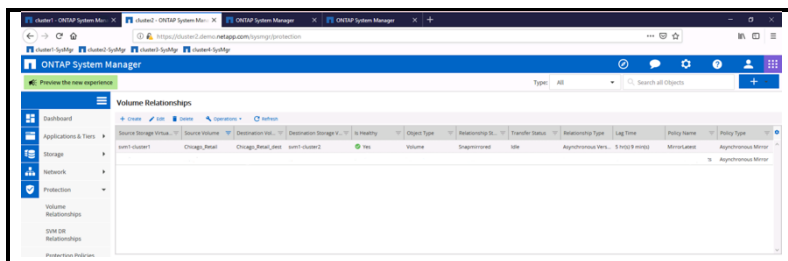 cluster1 - ONTAP System Man
cluster2 - ONTAP System Man
ONTAP System Manager
ONTAP System Manager
https://cluster2.demo.netapp.com/sysmgr/protection
cluster1-SysMgr cluster2-SysMgr cluster3-SysMgr cluster4-SysMgr
ONTAP System Manager
Preview the new experience
Type: All
Search all Objects
Dashboard
Applications & Tiers
Storage
Network
Protection
Volume
Relationships
SVM DR
Relationships
Protection Policies
Volume Relationships
Create Edit Delete Operations Refresh
Source Storage Virtua... Source Volume Destination Vol... Destination Storage V... Is Healthy Object Type Relationship St... Transfer Status Relationship Type Lag Time Policy Name Policy Type
svm1-cluster1 Chicago_Retail Chicago_Retail_dest svm1-cluster2 Yes Volume Snapmirrored Idle Asynchronous Vers... 5 hr(s) 9 min(s) MirrorLatest Asynchronous Mirror
Asynchronous Mirror